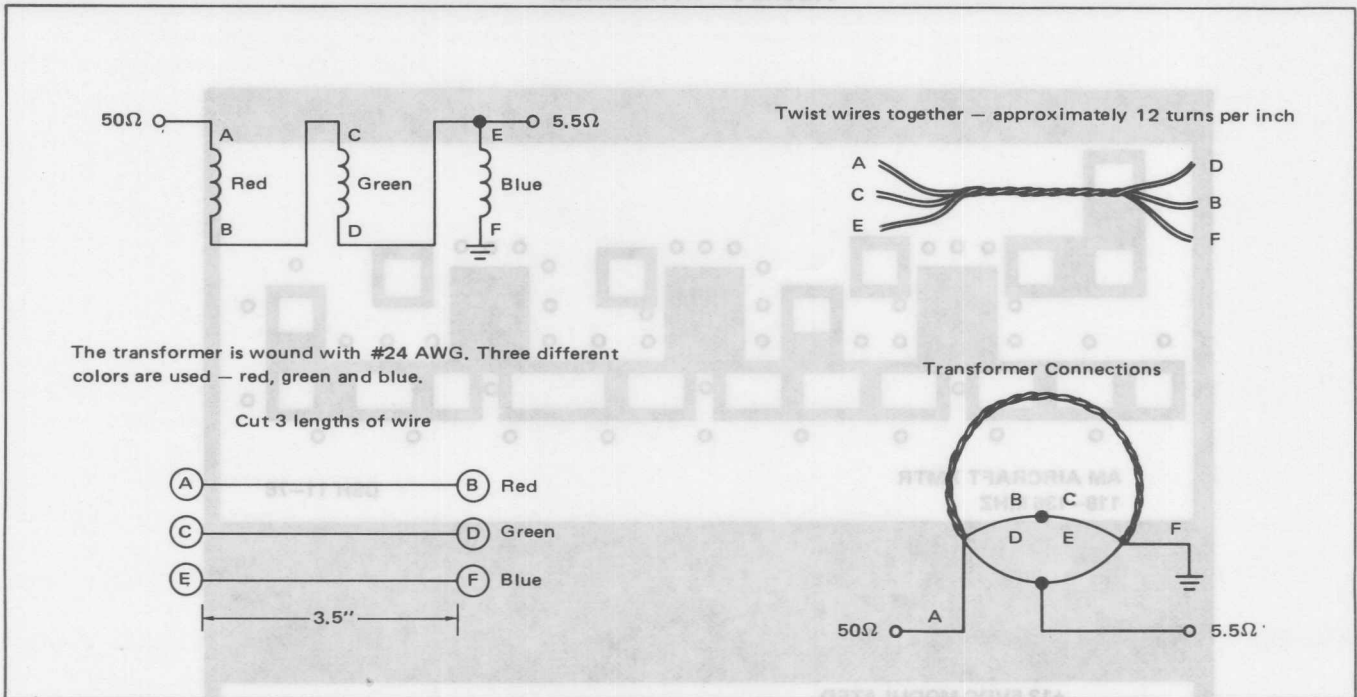 50Ω
A
C
E
5.5Ω
Red
Green
Blue
B
D
F
Twist wires together — approximately 12 turns per inch
A
C
E
D
B
F
The transformer is wound with #24 AWG. Three different
colors are used — red, green and blue.
Cut 3 lengths of wire
A
B
Red
C
D
Green
E
F
Blue
3.5"
Transformer Connections
B
C
D
E
F
A
50Ω
5.5Ω
AM AIRCRAFT XMTR